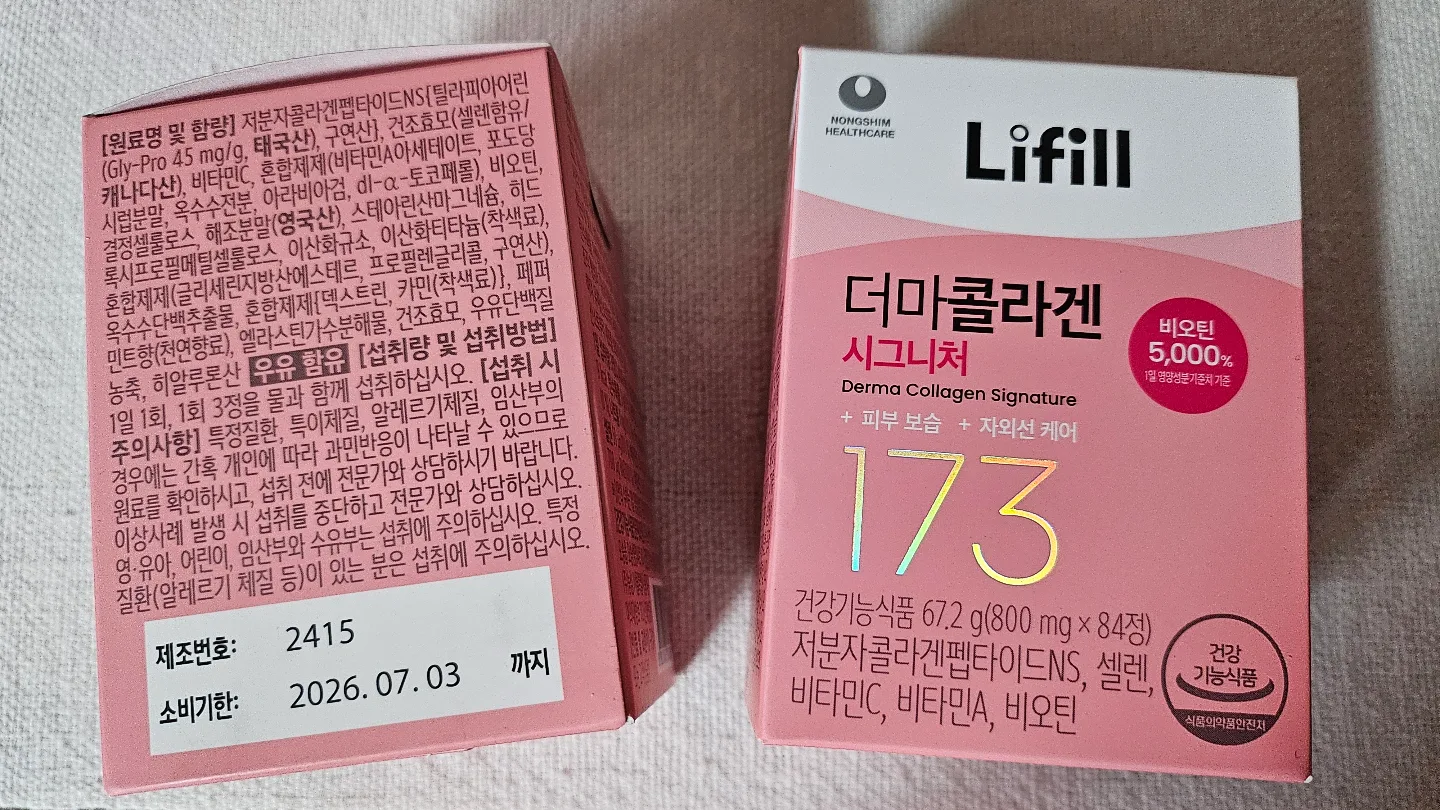 [원료명 및 함량] 저분자콜라겐펩타이드NS{틸라피아어린
(Gly-Pro 45 mg/g, 태국산), 구연산}, 건조효모(셀렌함유/
캐나다산), 비타민C, 혼합제제(비타민A아세테이트, 포도당
시럽분말, 옥수수전분, 아라비아검, dl-α-토코페롤), 비오틴,
결정셀룰로스, 해조분말(영국산), 스테아린산마그네슘, 히드
록시프로필메틸셀룰로스, 이산화규소, 이산화티타늄(착색료),
혼합제제(글리세린지방산에스테르, 프로필렌글리콜, 구연산),
옥수수단백추출물, 혼합제제{덱스트린, 카민(착색료)}, 페퍼
민트향(천연향료), 엘라스틴가수분해물, 건조효모, 우유단백질
농축, 히알루론산 우유 함유 [섭취량 및 섭취방법]
1일 1회, 1회 3정을 물과 함께 섭취하십시오. [섭취 시
주의사항] 특정질환, 특이체질, 알레르기체질, 임산부의
경우에는 간혹 개인에 따라 과민반응이 나타날 수 있으므로
원료를 확인하시고, 섭취 전에 전문가와 상담하시기 바랍니다.
이상사례 발생 시 섭취를 중단하고 전문가와 상담하십시오.
영·유아, 어린이, 임산부와 수유부는 섭취에 주의하십시오. 특정
질환(알레르기 체질 등)이 있는 분은 섭취에 주의하십시오.
제조번호: 2415
소비기한: 2026. 07. 03 까지
NONGSHIM
HEALTHCARE
Lifill
더마콜라겐
시그니처
Derma Collagen Signature
+ 피부 보습 + 자외선 케어
비오틴
5,000%
1일 영양성분기준치 기준
173
건강기능식품 67.2 g(800 mg × 84정)
저분자콜라겐펩타이드NS, 셀렌,
비타민C, 비타민A, 비오틴
건강
기능식품
식품의약품안전처